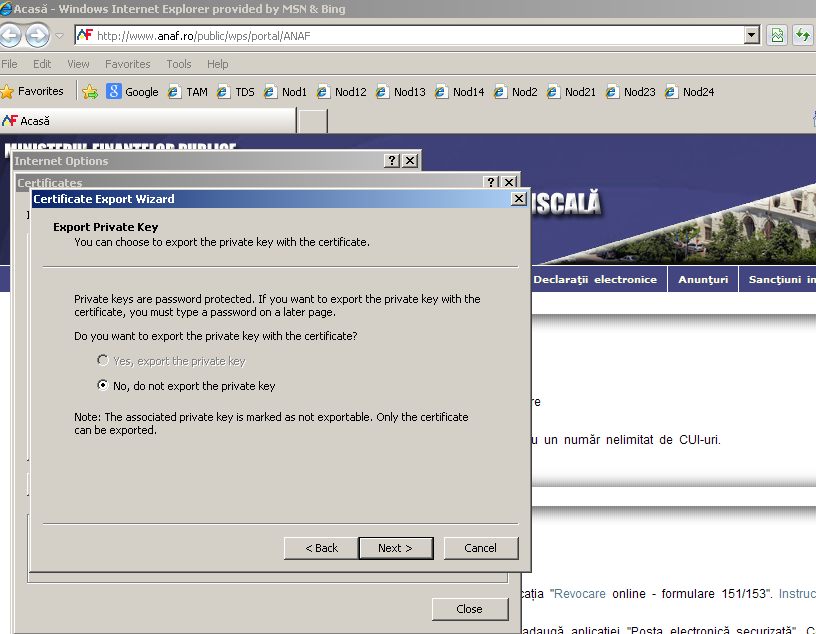 Acasă - Windows Internet Explorer provided by MSN & Bing
http://www.anaf.ro/public/wps/portal/ANAF
File Edit View Favorites Tools Help
Favorites Google TAM TDS Nod1 Nod12 Nod13 Nod14 Nod2 Nod21 Nod23 Nod24
Acasă
MINISTERUL FINANŢELOR PUBLICE
Internet Options
Certificates
Certificate Export Wizard
ISCALĂ
Export Private Key
You can choose to export the private key with the certificate.
Declaraţii electronice Anunţuri Sancţiuni in
Private keys are password protected. If you want to export the private key with the
certificate, you must type a password on a later page.
Do you want to export the private key with the certificate?
Yes, export the private key
No, do not export the private key
re
Note: The associated private key is marked as not exportable. Only the certificate
can be exported.
u un număr nelimitat de CUI-uri.
< Back Next > Cancel
caţia "Revocare online - formulare 151/153". Instruc
Close
adaugă aplicaţiei "Posta electronică securizată". C